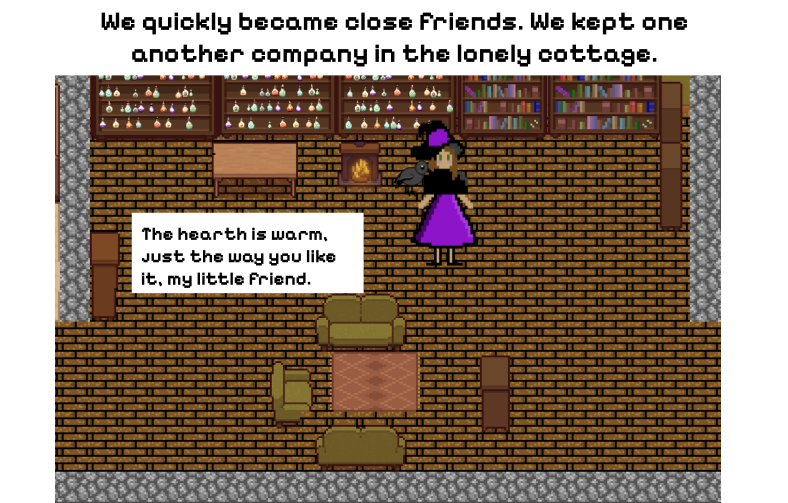 We quickly became close friends. We kept one
another company in the lonely cottage.
The hearth is warm,
just the way you like
it, my little friend.